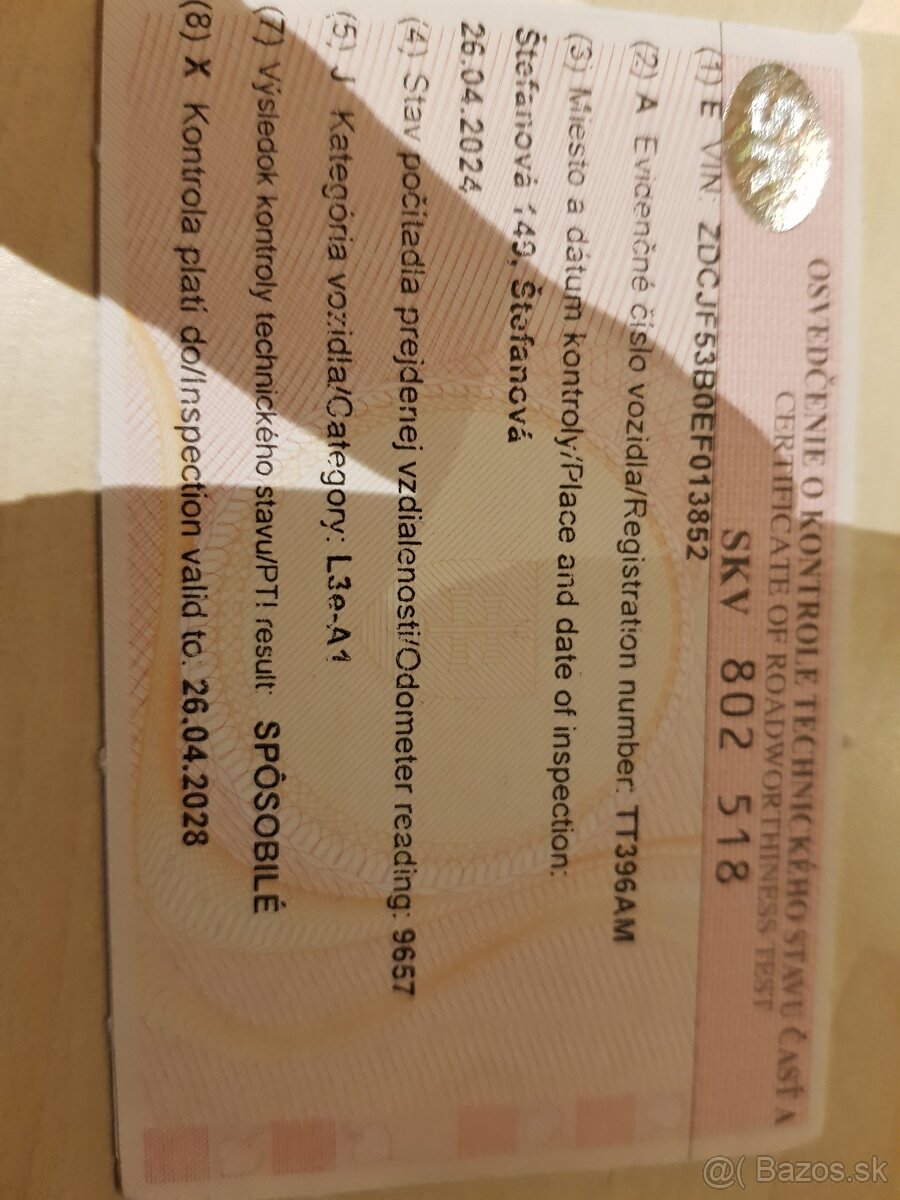 SK
OSVEDČENIE O KONTROLE TECHNICKÉHO STAVU ČASŤ A
CERTIFICATE OF ROADWORTHINESS TEST
SKV 802 518
(1) E VIN: ZDCJF53B0EF013852
(2) A Evidenčné číslo vozidla/Registration number: TT396AM
(3) Miesto a dátum kontroly/Place and date of inspection:
Štefanová 149, Štefanová
26.04.2024,
(4) Stav počítadla prejdenej vzdialenosti/Odometer reading: 9657
(5) J Kategória vozidla/Category: L3e-A1
(7) Výsledok kontroly technického stavu/PTI result: SPÔSOBILÉ
(8) X Kontrola platí do/Inspection valid to: 26.04.2028
@( Bazos.sk